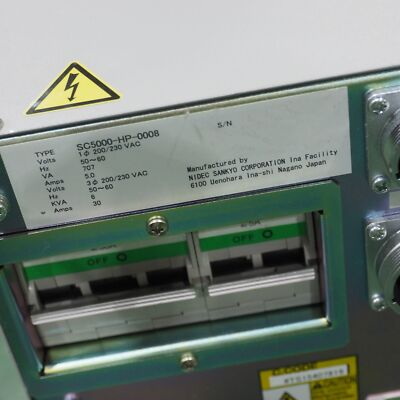 TYPE SC5000-HP-0008 S/N
Volts 1φ 200/230 VAC
Hz 50~60
VA 707
Amps 5.0
Volts 3φ 200/230 VAC
Hz 50~60
KVA 6
Amps 30
Manufactured by
NIDEC SANKYO CORPORATION Ina Facility
6100 Uenohara Ina-shi Nagano Japan
OFF
OFF
C-CODE
CAUTION